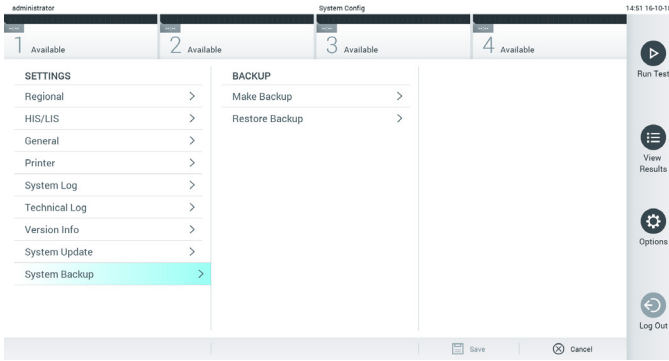 administrator System Config 14:51 16-10-18
--:-- --:-- --:-- --:--
1 Available 2 Available 3 Available 4 Available
SETTINGS
Regional
HIS/LIS
General
Printer
System Log
Technical Log
Version Info
System Update
System Backup
BACKUP
Make Backup
Restore Backup
Run Test
View
Results
Options
Log Out
Save Cancel